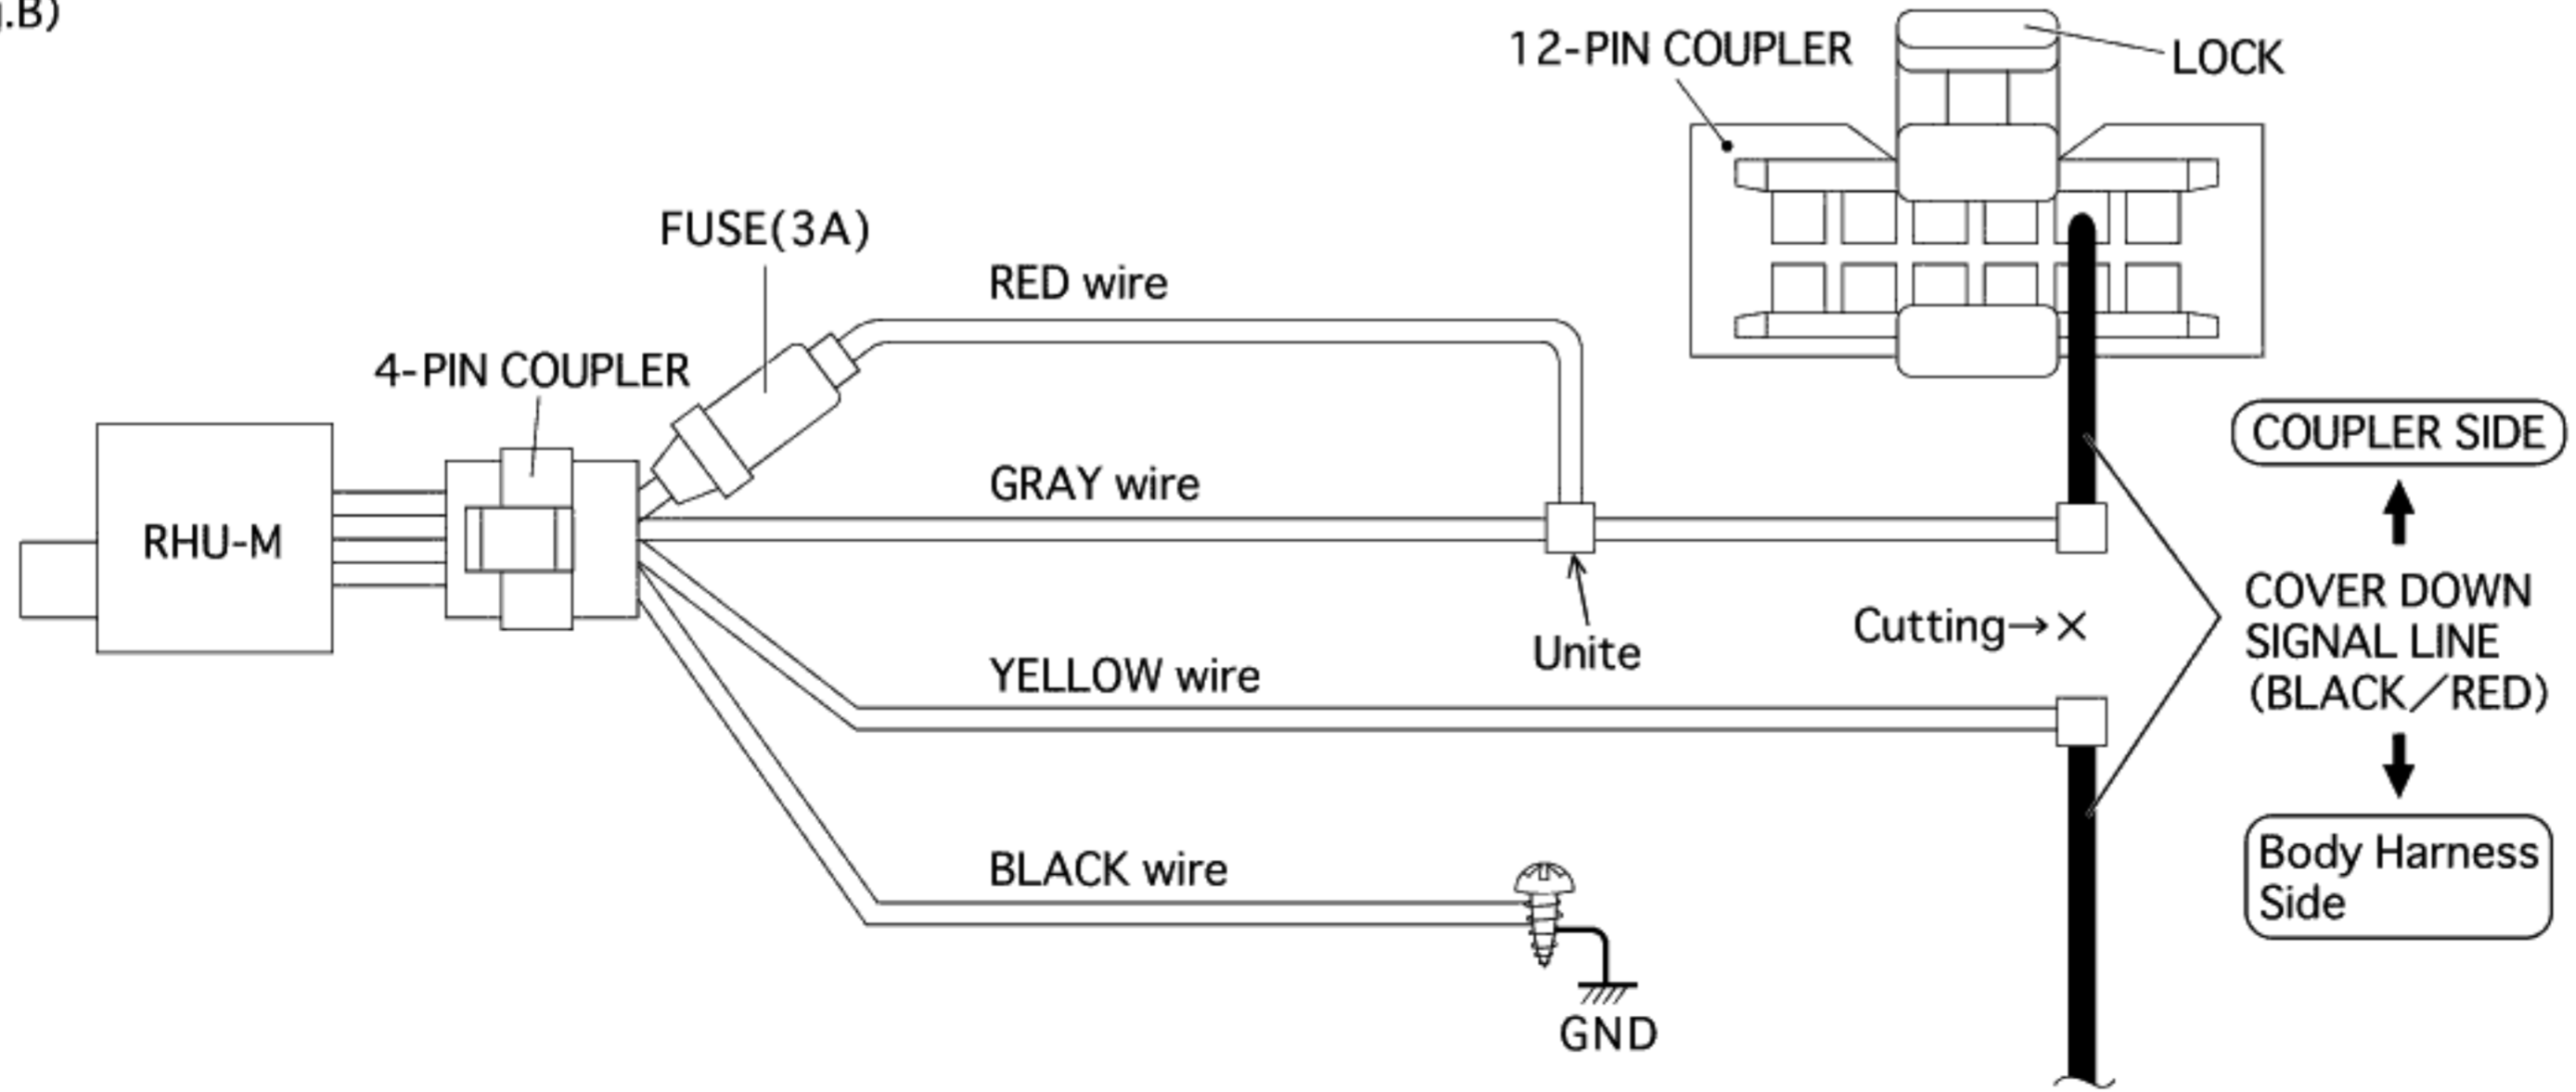 .B)
12-PIN COUPLER
LOCK
FUSE(3A)
RED wire
4-PIN COUPLER
COUPLER SIDE
GRAY wire
RHU-M
COVER DOWN
SIGNAL LINE
(BLACK／RED)
Cutting→×
Unite
YELLOW wire
Body Harness
Side
BLACK wire
GND